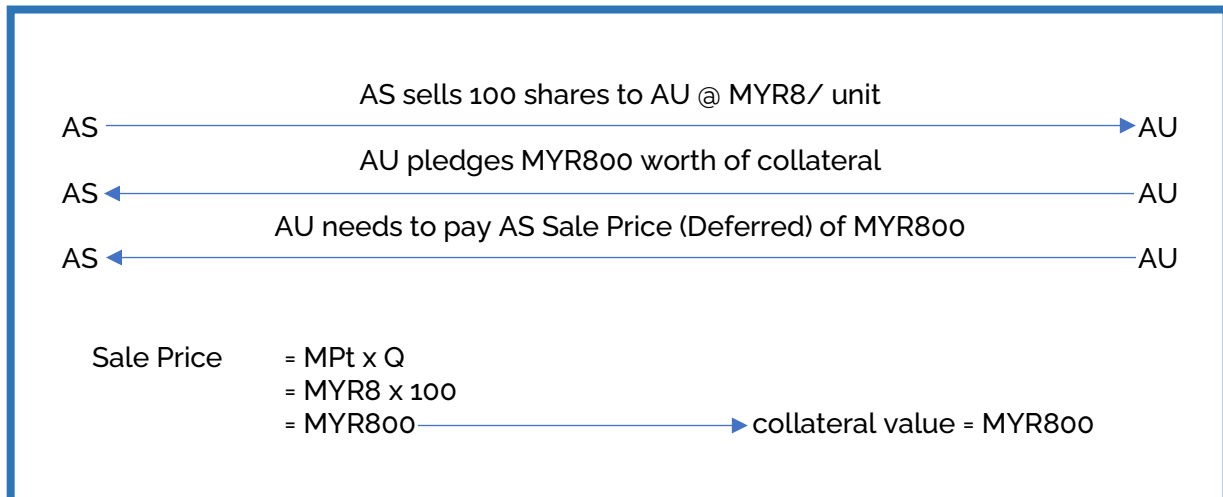 AS sells 100 shares to AU @ MYR8/ unit
AS AU
AU pledges MYR800 worth of collateral
AS AU
AU needs to pay AS Sale Price (Deferred) of MYR800
AS AU
Sale Price = MPt x Q
= MYR8 x 100
= MYR800 collateral value = MYR800